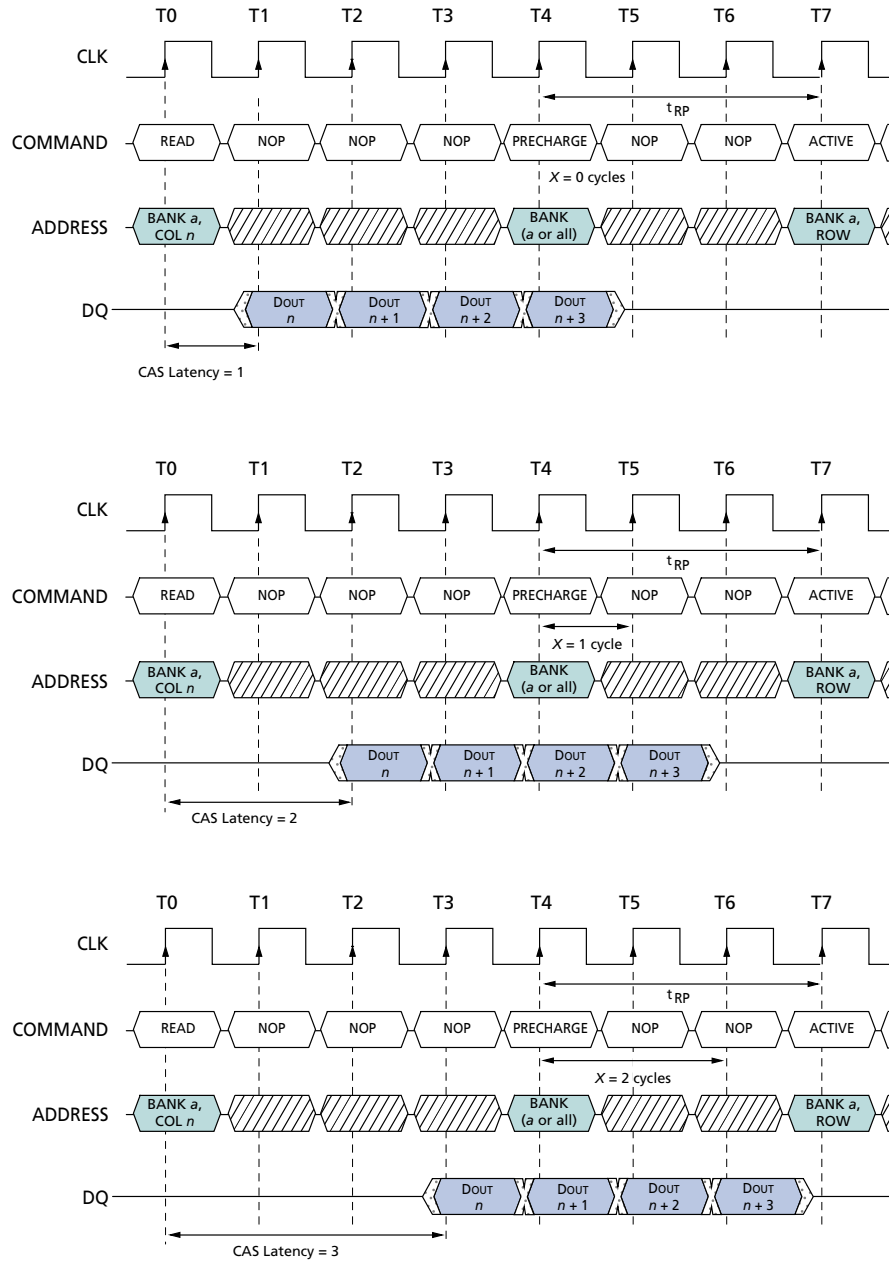 T0 T1 T2 T3 T4 T5 T6 T7
CLK
tRP
COMMAND READ NOP NOP NOP PRECHARGE NOP NOP ACTIVE
X = 0 cycles
ADDRESS BANK a, COL n BANK (a or all) BANK a, ROW
DQ DOUT n DOUT n + 1 DOUT n + 2 DOUT n + 3
CAS Latency = 1
T0 T1 T2 T3 T4 T5 T6 T7
CLK
tRP
COMMAND READ NOP NOP NOP PRECHARGE NOP NOP ACTIVE
X = 1 cycle
ADDRESS BANK a, COL n BANK (a or all) BANK a, ROW
DQ DOUT n DOUT n + 1 DOUT n + 2 DOUT n + 3
CAS Latency = 2
T0 T1 T2 T3 T4 T5 T6 T7
CLK
tRP
COMMAND READ NOP NOP NOP PRECHARGE NOP NOP ACTIVE
X = 2 cycles
ADDRESS BANK a, COL n BANK (a or all) BANK a, ROW
DQ DOUT n DOUT n + 1 DOUT n + 2 DOUT n + 3
CAS Latency = 3